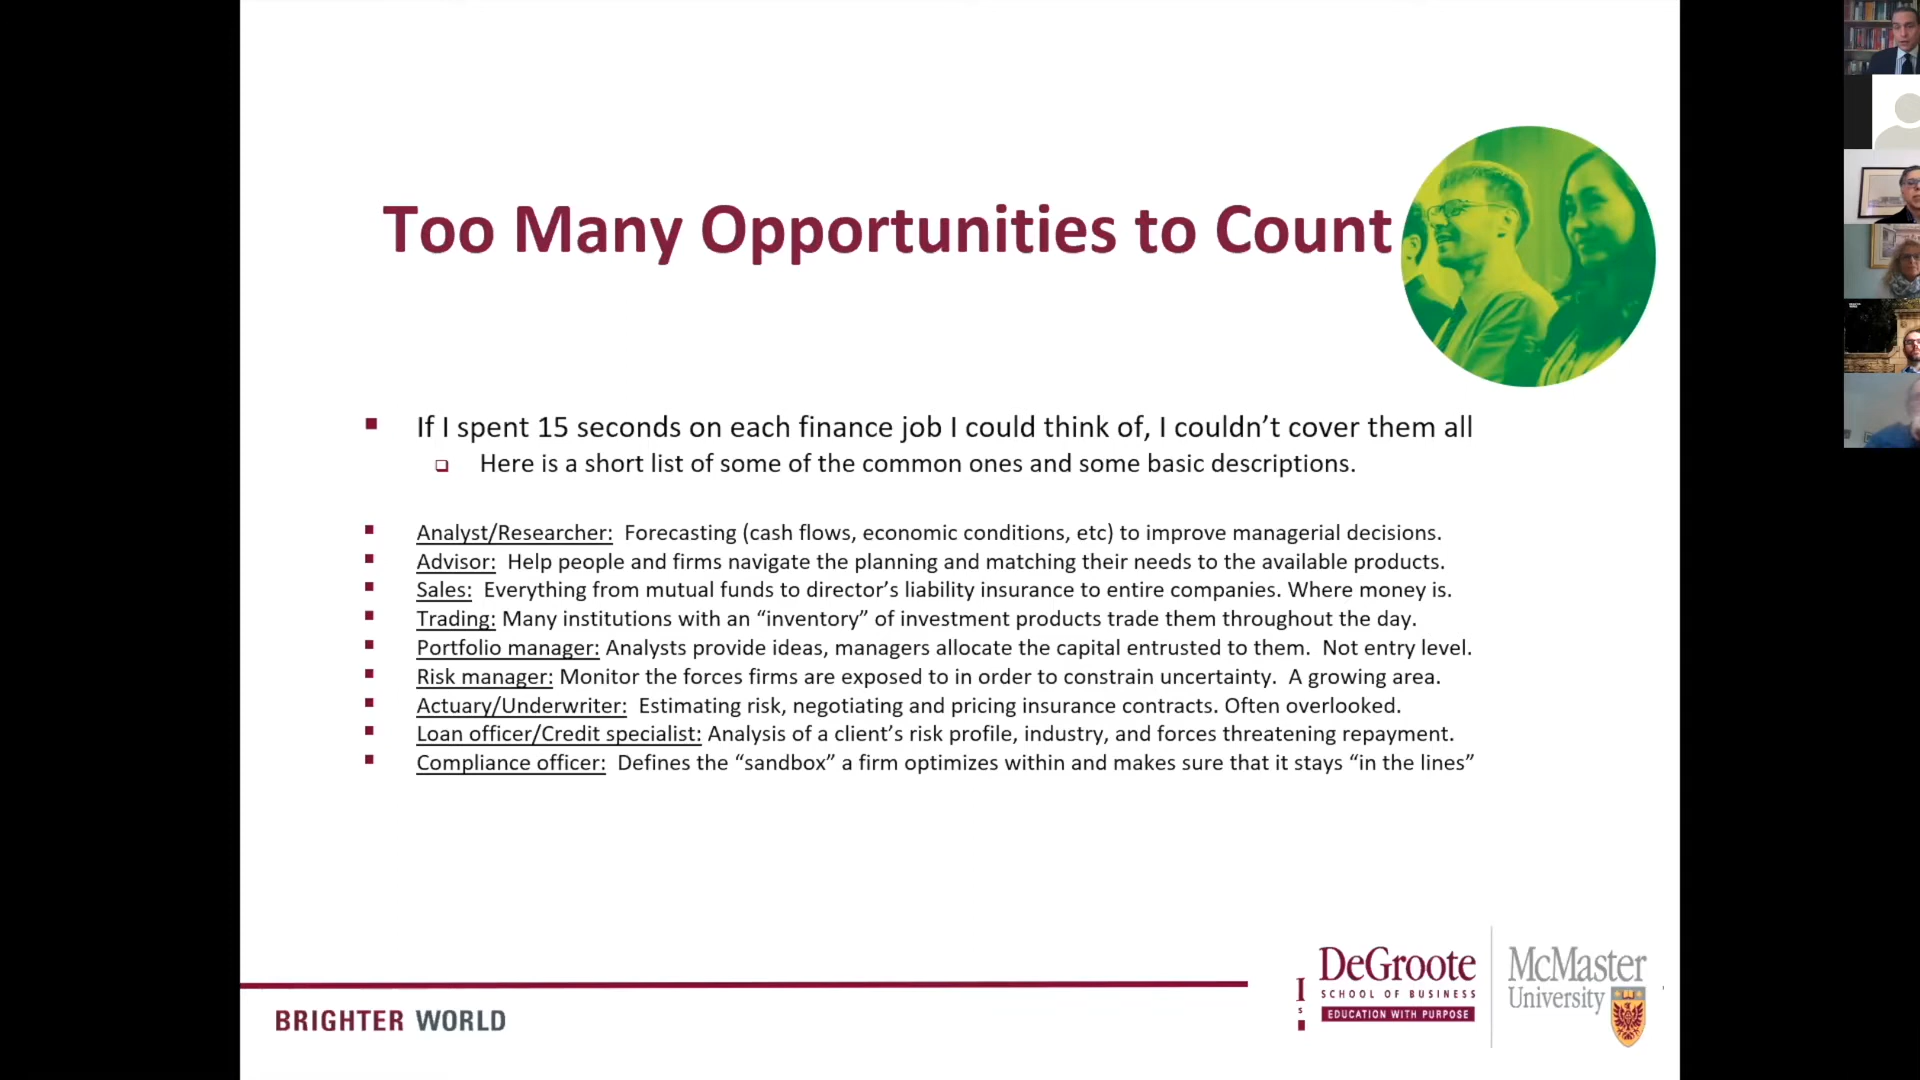 Too Many Opportunities to Count
If I spent 15 seconds on each finance job I could think of, I couldn’t cover them all
Here is a short list of some of the common ones and some basic descriptions.
Analyst/Researcher: Forecasting (cash flows, economic conditions, etc) to improve managerial decisions.
Advisor: Help people and firms navigate the planning and matching their needs to the available products.
Sales: Everything from mutual funds to director’s liability insurance to entire companies. Where money is.
Trading: Many institutions with an “inventory” of investment products trade them throughout the day.
Portfolio manager: Analysts provide ideas, managers allocate the capital entrusted to them. Not entry level.
Risk manager: Monitor the forces firms are exposed to in order to constrain uncertainty. A growing area.
Actuary/Underwriter: Estimating risk, negotiating and pricing insurance contracts. Often overlooked.
Loan officer/Credit specialist: Analysis of a client’s risk profile, industry, and forces threatening repayment.
Compliance officer: Defines the “sandbox” a firm optimizes within and makes sure that it stays “in the lines”
BRIGHTER WORLD
DeGroote
SCHOOL OF BUSINESS
EDUCATION WITH PURPOSE
McMaster
University